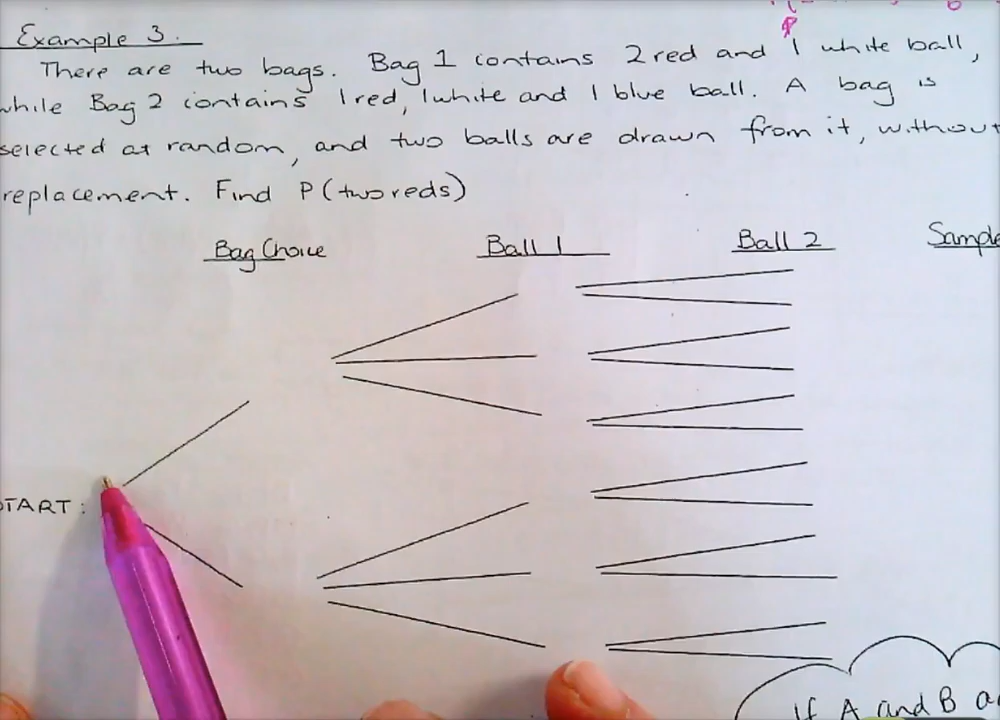 Example 3.
There are two bags. Bag 1 contains 2 red and 1 white ball,
while Bag 2 contains 1 red, 1 white and 1 blue ball. A bag is
selected at random, and two balls are drawn from it, without
replacement. Find P(two reds)
Bag Choice Ball 1 Ball 2 Sample
START:
If A and B a